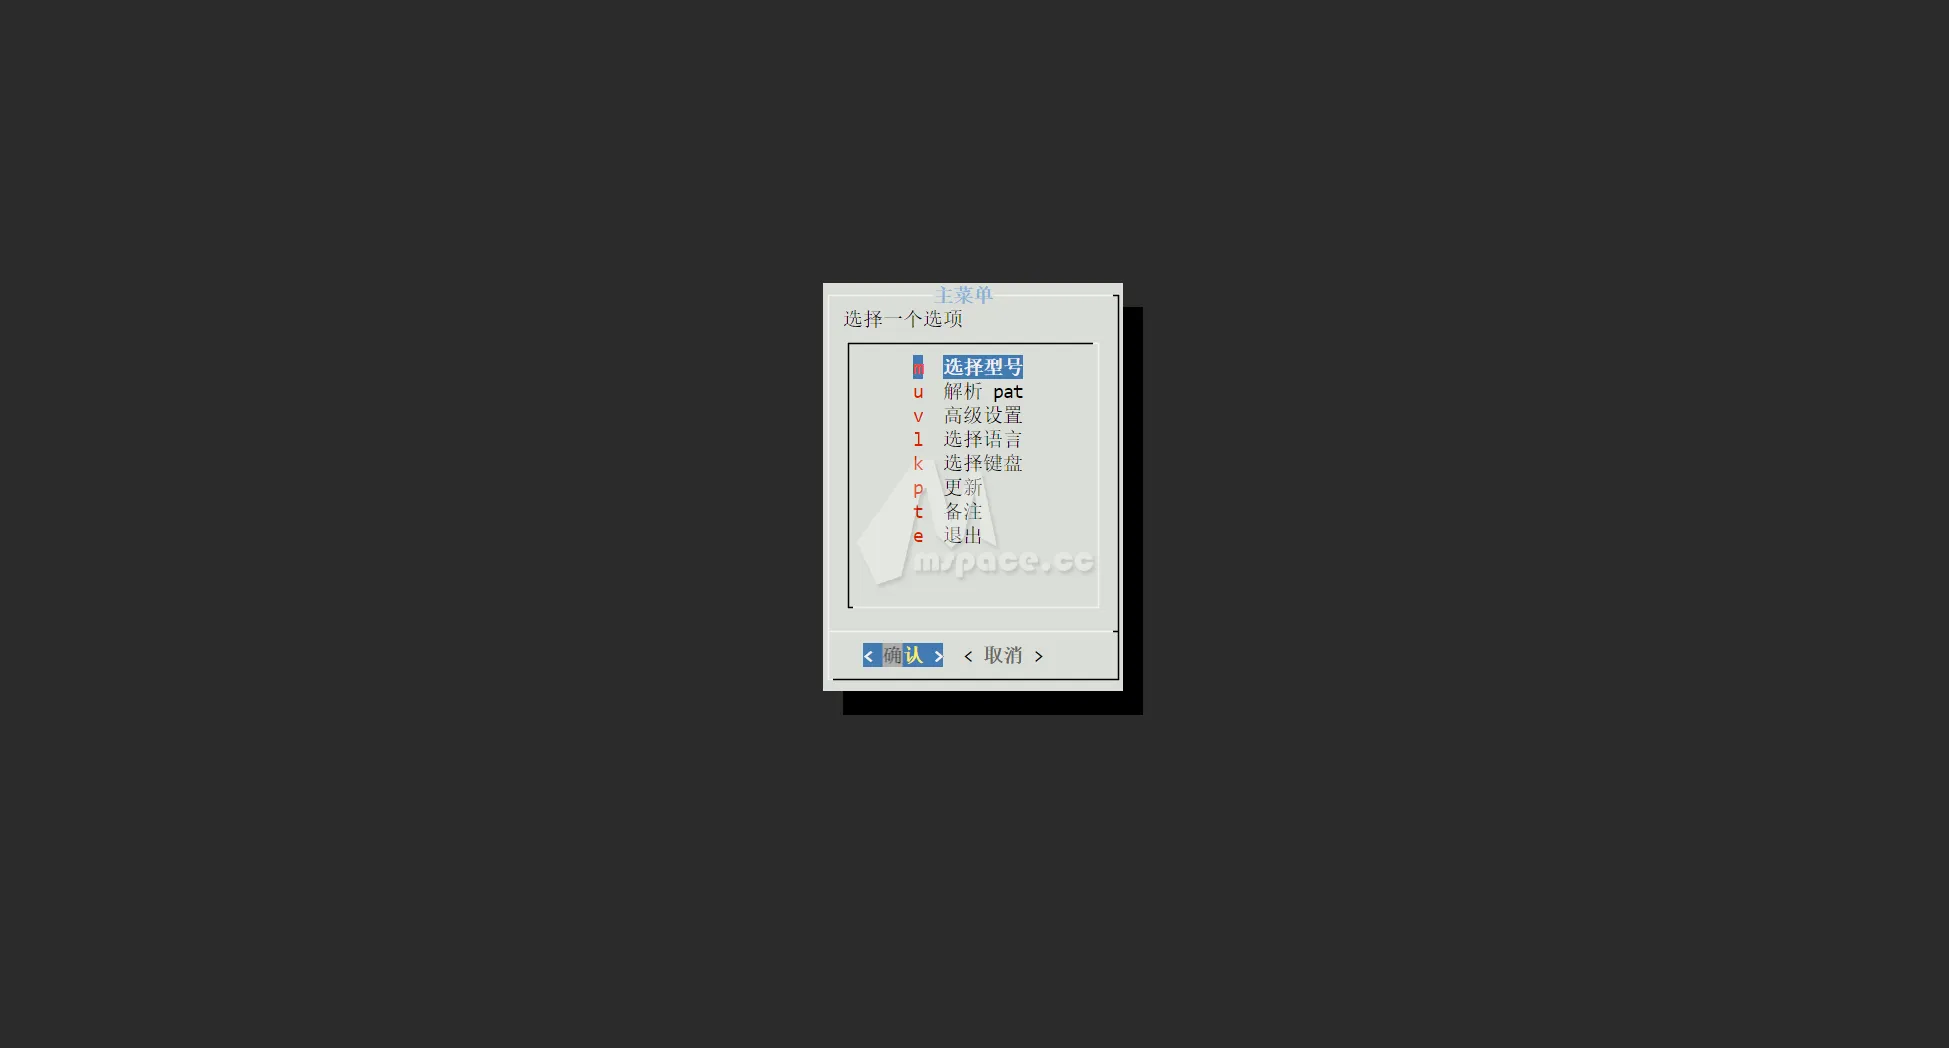 主菜单
选择一个选项
m 选择型号
u 解析 pat
v 高级设置
l 选择语言
k 选择键盘
p 更新
t 备注
e 退出
mspace.cc
< 确认 > < 取消 >